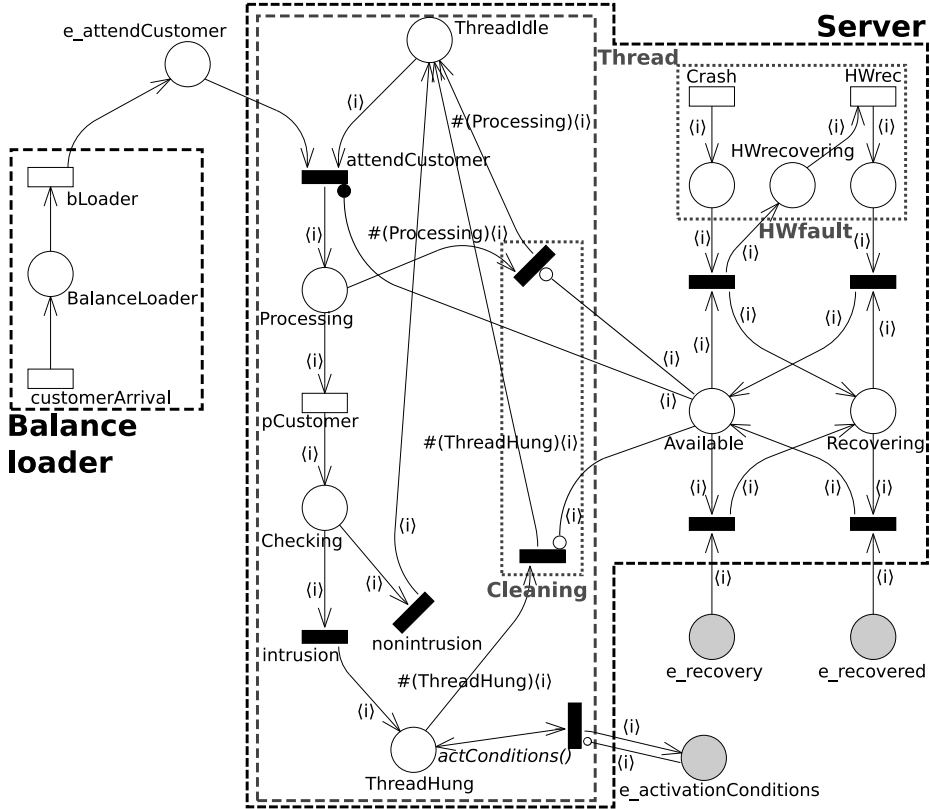 Server
e_attendCustomer
ThreadIdle
Thread
Crash
HWrec
⟨i⟩
#(Processing)⟨i⟩
⟨i⟩
⟨i⟩
⟨i⟩
HWrecovering
attendCustomer
bLoader
⟨i⟩
#(Processing)⟨i⟩
HWfault
⟨i⟩
⟨i⟩
⟨i⟩
BalanceLoader
Processing
⟨i⟩
⟨i⟩
⟨i⟩
⟨i⟩
⟨i⟩
⟨i⟩
customerArrival
⟨i⟩
Balance
loader
pCustomer
#(ThreadHung)⟨i⟩
Available
Recovering
⟨i⟩
⟨i⟩
⟨i⟩
⟨i⟩
⟨i⟩
⟨i⟩
⟨i⟩
Checking
⟨i⟩
⟨i⟩
⟨i⟩
⟨i⟩
Cleaning
intrusion
nonintrusion
e_recovery
e_recovered
#(ThreadHung)⟨i⟩
⟨i⟩
⟨i⟩
actConditions()
⟨i⟩
ThreadHung
e_activationConditions